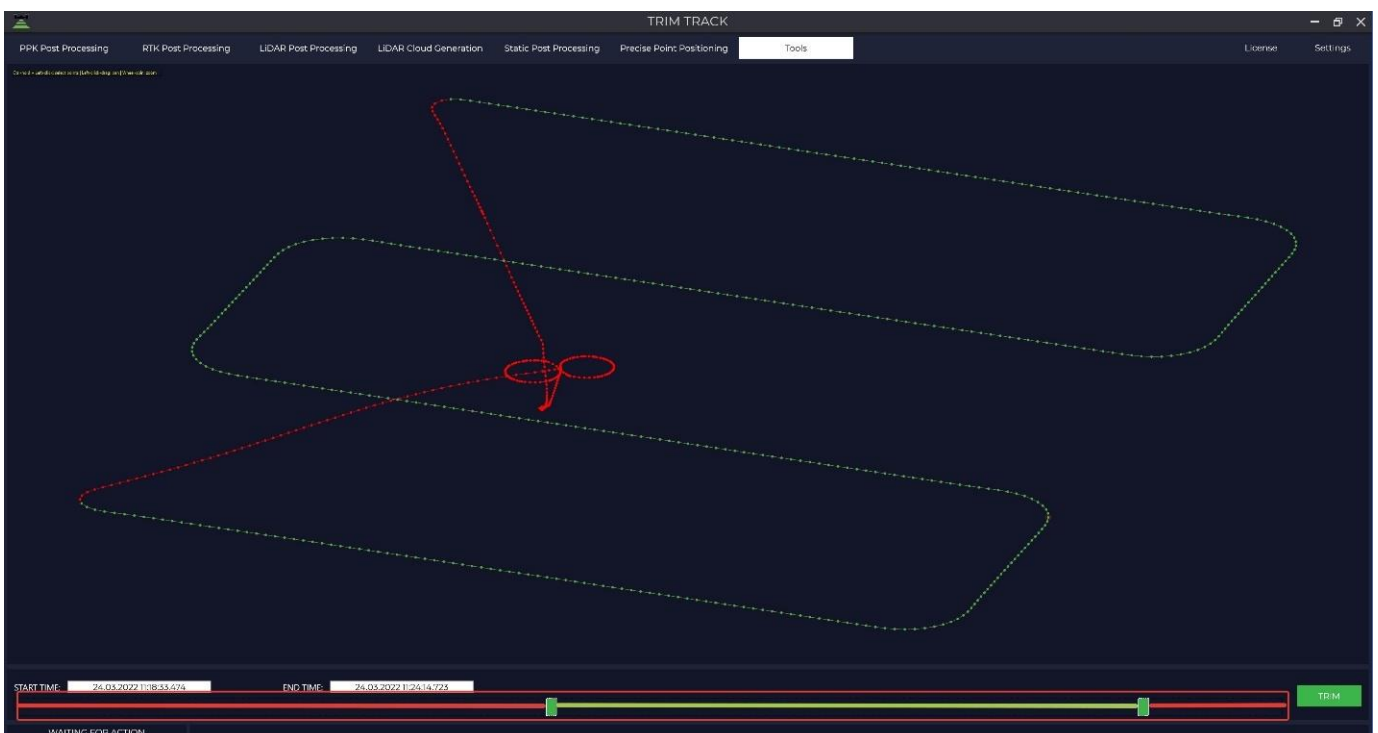 TRIM TRACK
PPK Post Processing RTK Post Processing LiDAR Post Processing LiDAR Cloud Generation Static Post Processing Precise Point Positioning Tools License Settings
START TIME: 24.03.2022 11:18:33.474 END TIME: 24.03.2022 11:24:14.723
TRIM
WAITING FOR ACTION